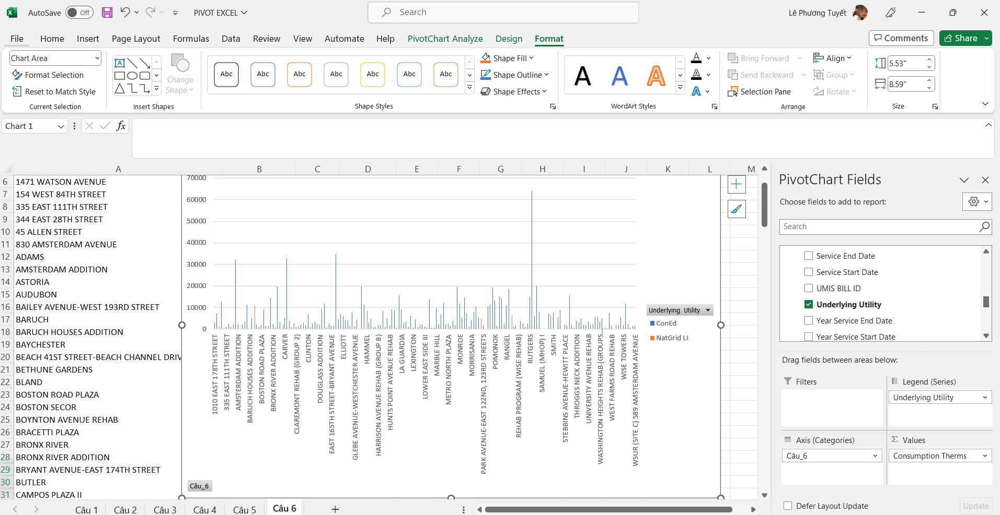 AutoSave Off PIVOT EXCEL Search Lê Phương Tuyết
File Home Insert Page Layout Formulas Data Review View Automate Help PivotChart Analyze Design Format Comments Share
Chart Area
Format Selection
Reset to Match Style
Current Selection
Change
Shape
Insert Shapes
Abc Abc Abc Abc Abc Abc Abc
Shape Fill
Shape Outline
Shape Effects
Shape Styles
A A A
A
A
A
WordArt Styles
Bring Forward
Send Backward
Selection Pane
Align
Group
Rotate
Arrange
5.53"
8.59"
Size
Chart 1 fx
A B C D E F G H I J K L M
6 1471 WATSON AVENUE
7 154 WEST 84TH STREET
8 335 EAST 111TH STREET
9 344 EAST 28TH STREET
10 45 ALLEN STREET
11 830 AMSTERDAM AVENUE
12 ADAMS
13 AMSTERDAM ADDITION
14 ASTORIA
15 AUDUBON
16 BAILEY AVENUE-WEST 193RD STREET
17 BARUCH
18 BARUCH HOUSES ADDITION
19 BAYCHESTER
20 BEACH 41ST STREET-BEACH CHANNEL DRIV
21 BETHUNE GARDENS
22 BLAND
23 BOSTON ROAD PLAZA
24 BOSTON SECOR
25 BOYNTON AVENUE REHAB
26 BRACETTI PLAZA
27 BRONX RIVER
28 BRONX RIVER ADDITION
29 BRYANT AVENUE-EAST 174TH STREET
30 BUTLER
31 CAMPOS PLAZA II
70000
60000
50000
40000
30000
20000
10000
0
1010 EAST 178TH STREET
335 EAST 111TH STREET
AMSTERDAM ADDITION
BARUCH HOUSES ADDITION
BOSTON ROAD PLAZA
BRONX RIVER ADDITION
CARVER
CLAREMONT REHAB (GROUP 2)
CLINTON
DOUGLASS ADDITION
EAST 165TH STREET-BRYANT AVENUE
ELLIOTT
GLEBE AVENUE-WESTCHESTER AVENUE
HAMMEL
HARRISON AVENUE REHAB (GROUP B)
HUNTS POINT AVENUE REHAB
LA GUARDIA
LEXINGTON
LOWER EAST SIDE III
MARBLE HILL
METRO NORTH PLAZA
MONROE
MORRISANIA
PARK AVENUE-EAST 122ND, 123RD STREETS
POMONOK
RANGEL
REHAB PROGRAM (WISE REHAB)
RUTGERS
SAMUEL (MHOP) I
SMITH
STEBBINS AVENUE-HEWITT PLACE
THROGGS NECK ADDITION
UNIVERSITY AVENUE REHAB
WASHINGTON HEIGHTS REHAB (GROUPS…
WEST FARMS ROAD REHAB
WISE TOWERS
WSUR (SITE C) 589 AMSTERDAM AVENUE
Underlying Utility
ConEd
NatGrid LI
Câu_6
PivotChart Fields
Choose fields to add to report:
Search
Service End Date
Service Start Date
UMIS BILL ID
Underlying Utility
Year Service End Date
Year Service Start Date
Drag fields between areas below:
Filters
Legend (Series)
Underlying Utility
Axis (Categories)
Câu_6
Σ Values
Consumption Therms
Defer Layout Update Update
Câu 1 Câu 2 Câu 3 Câu 4 Câu 5 Câu 6